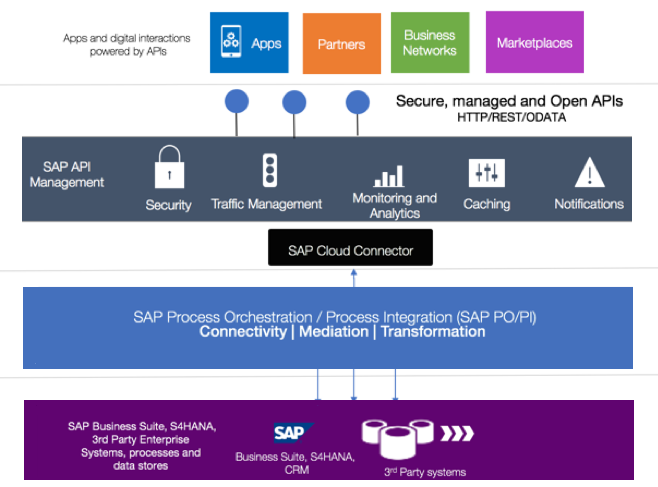 Apps and digital interactions
powered by APIs
Apps
Partners
Business
Networks
Marketplaces
Secure, managed and Open APIs
HTTP/REST/ODATA
SAP API
Management
Security
Traffic Management
Monitoring and
Analytics
Caching
Notifications
SAP Cloud Connector
SAP Process Orchestration / Process Integration (SAP PO/PI)
Connectivity | Mediation | Transformation
SAP Business Suite, S4HANA,
3rd Party Enterprise
Systems, processes and
data stores
SAP
Business Suite, S4HANA,
CRM
3rd Party systems